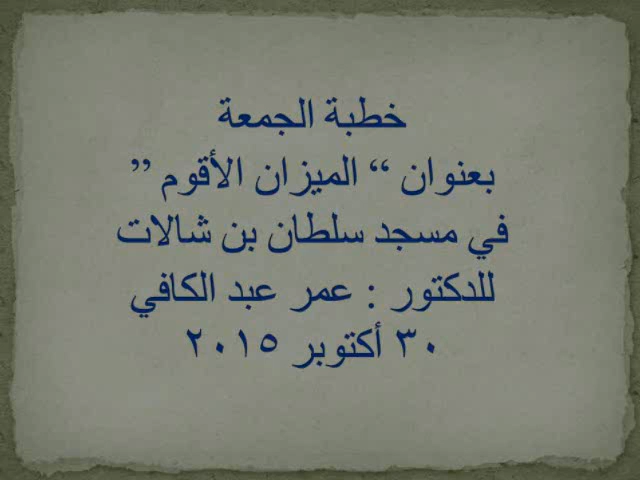 خطبة الجمعة
بعنوان “ الميزان الأقوم ”
في مسجد سلطان بن شالات
للدكتور : عمر عبد الكافي
٣٠ أكتوبر ٢٠١٥